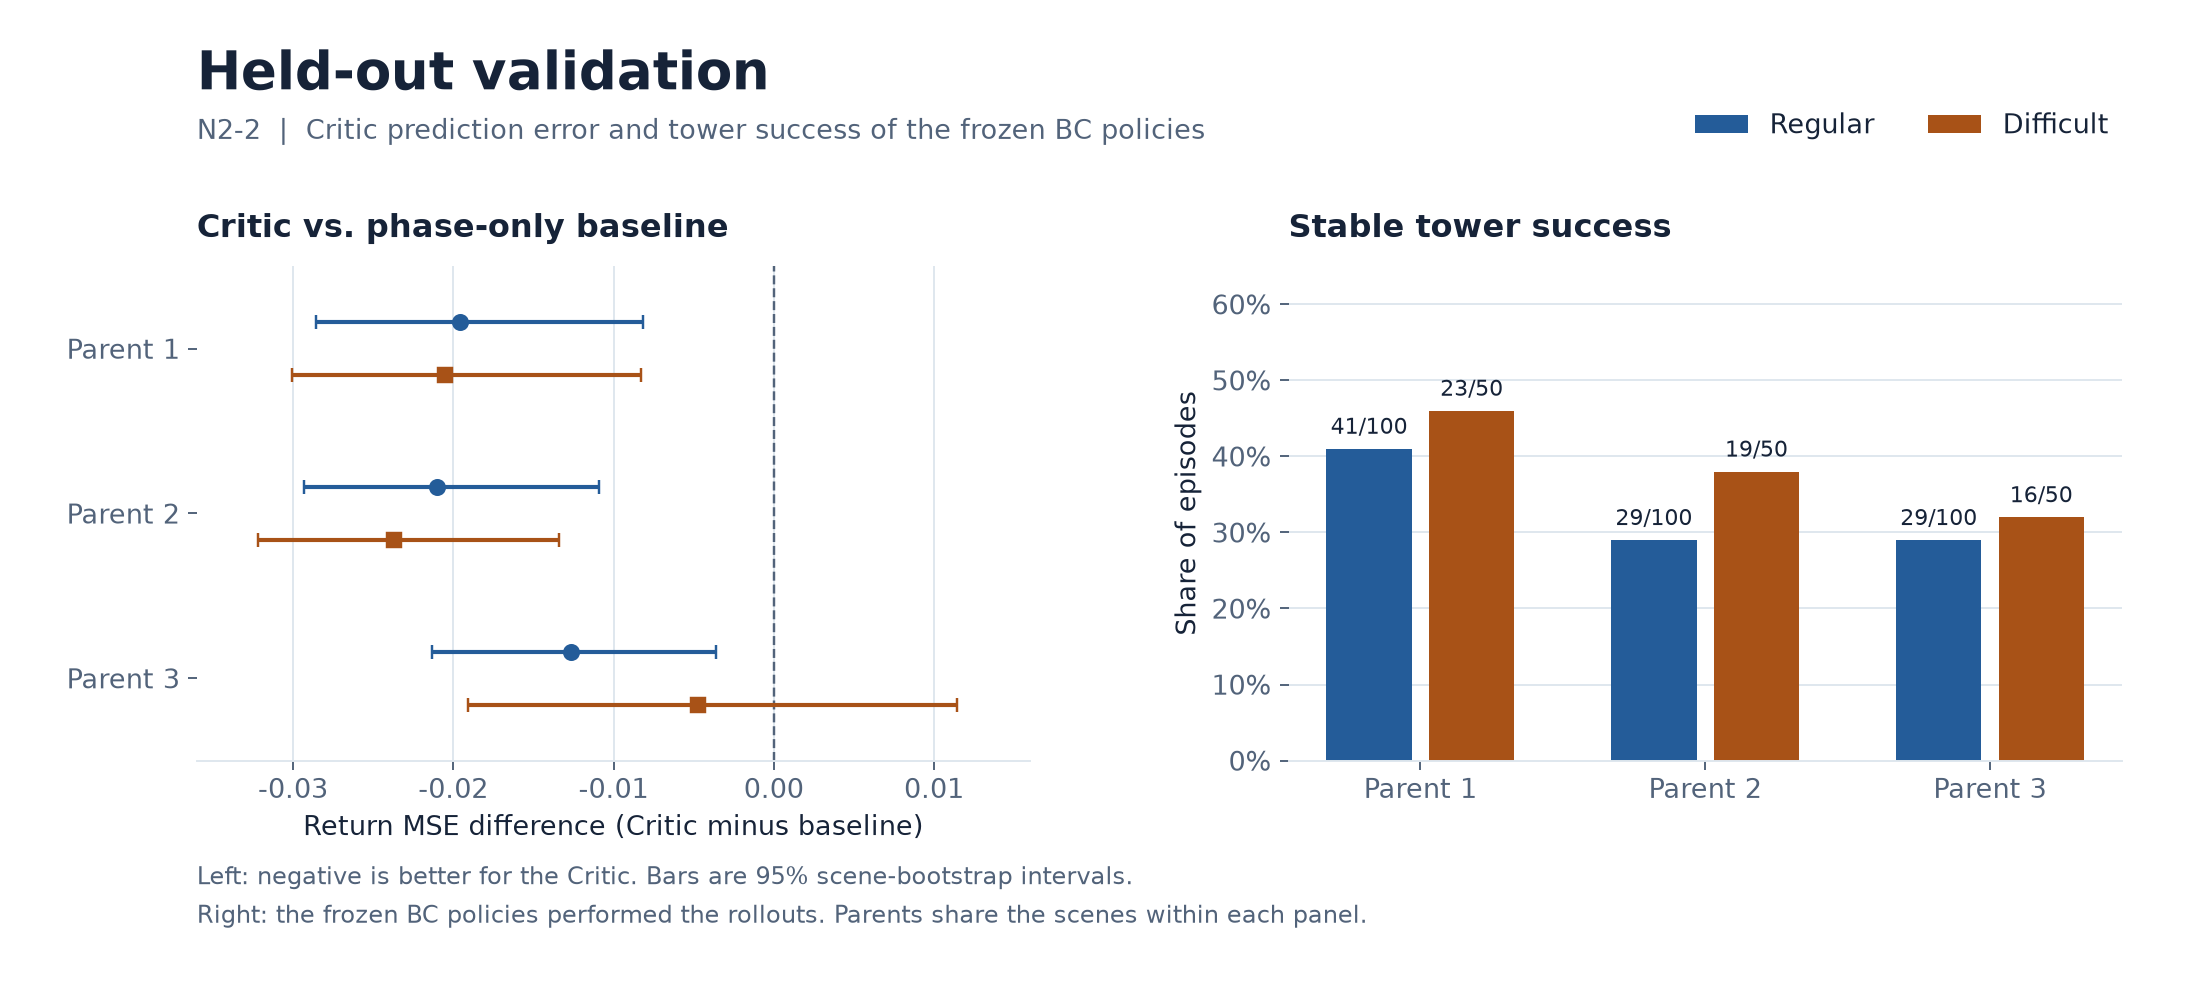 Held-out validation
N2-2 | Critic prediction error and tower success of the frozen BC policies
Regular
Difficult
Critic vs. phase-only baseline
Parent 1
Parent 2
Parent 3
-0.03
-0.02
-0.01
0.00
0.01
Return MSE difference (Critic minus baseline)
Stable tower success
Share of episodes
60%
50%
40%
30%
20%
10%
0%
41/100
23/50
29/100
19/50
29/100
16/50
Parent 1
Parent 2
Parent 3
Left: negative is better for the Critic. Bars are 95% scene-bootstrap intervals.
Right: the frozen BC policies performed the rollouts. Parents share the scenes within each panel.